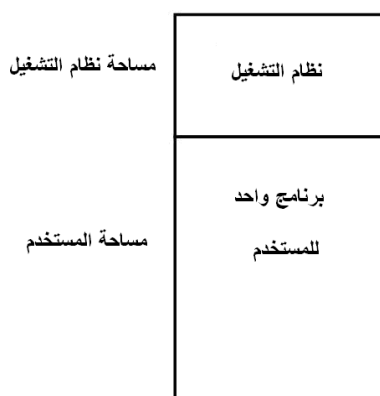 نظام التشغيل
مساحة نظام التشغيل
برنامج واحد
للمستخدم
مساحة المستخدم